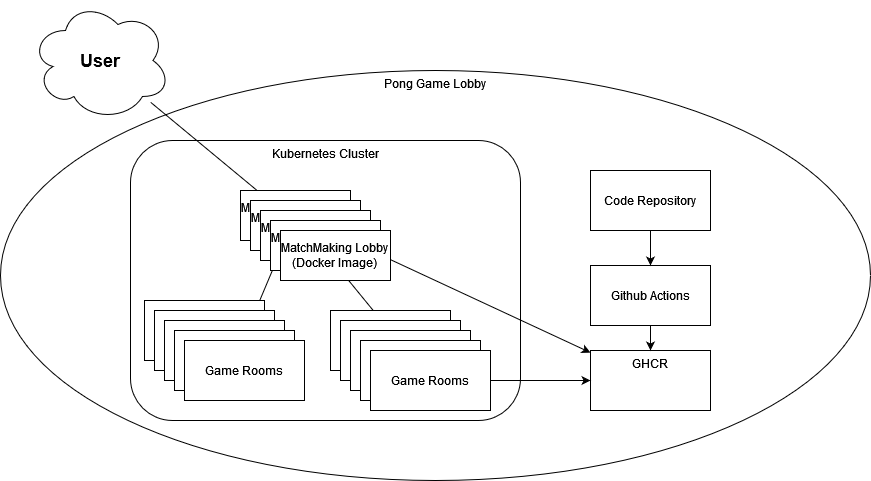 User
Pong Game Lobby
Kubernetes Cluster
M
M
M
M
MatchMaking Lobby
(Docker Image)
Code Repository
Github Actions
GHCR
Game Rooms
Game Rooms